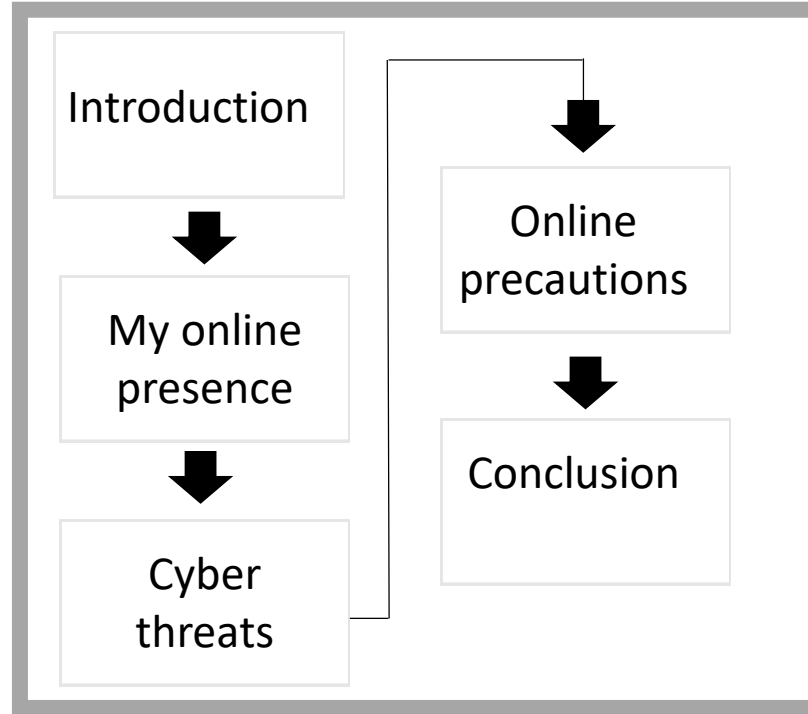 Introduction
My online
presence
Cyber
threats
Online
precautions
Conclusion